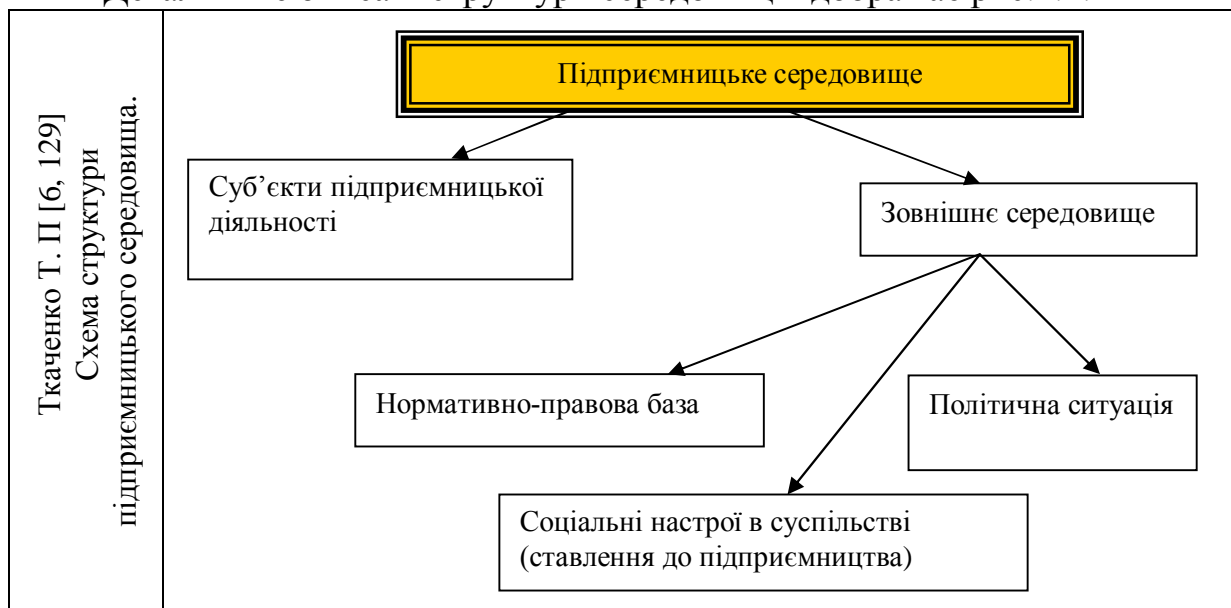 Ткаченко Т. П [6, 129]
Схема структури
підприємницького середовища.
Підприємницьке середовище
Суб’єкти підприємницької
діяльності
Зовнішнє середовище
Нормативно-правова база
Політична ситуація
Соціальні настрої в суспільстві
(ставлення до підприємництва)